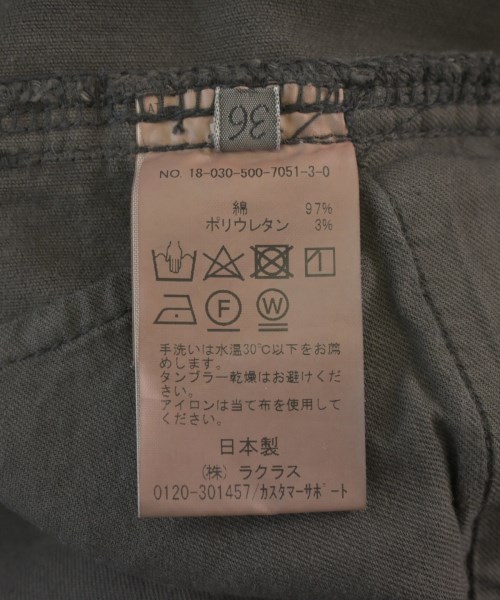 36
NO. 18-030-500-7051-3-0
綿 97%
ポリウレタン 3%
F W
手洗いは水温30℃以下をお薦
めします。
タンブラー乾燥はお避けくだ
さい。
アイロンは当て布を使用して
ください。
日本製
(株) ラクラス
0120-301457/ｶｽﾀﾏｰｻﾎﾟｰﾄ